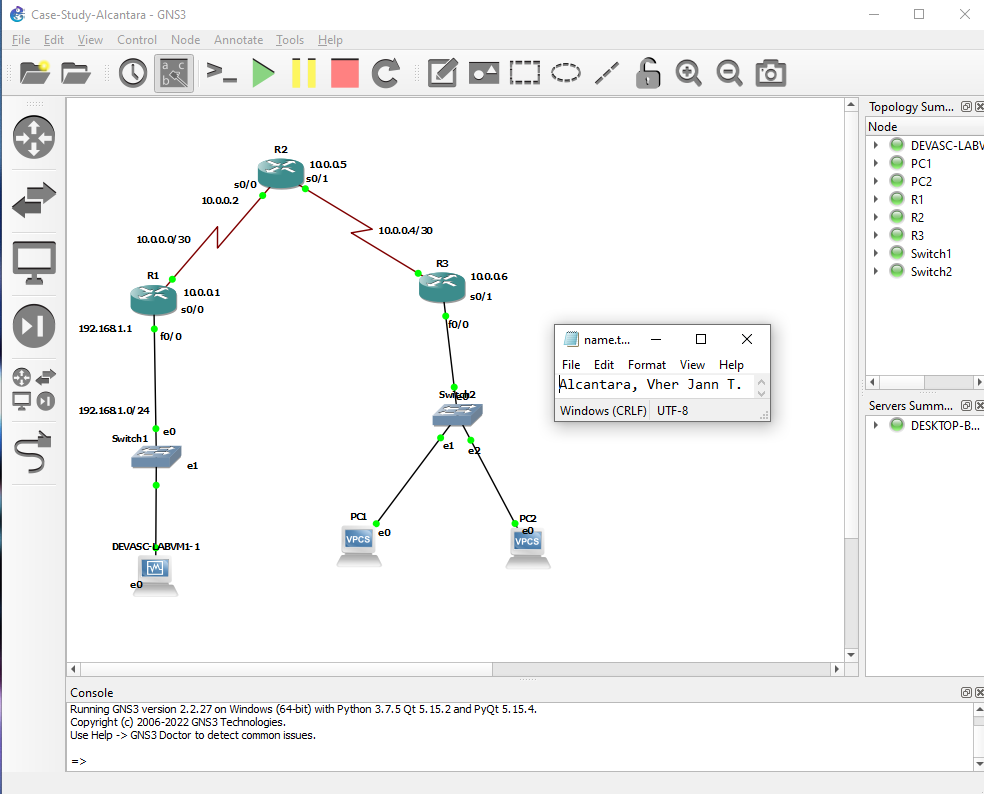 Case-Study-Alcantara - GNS3
File Edit View Control Node Annotate Tools Help
Topology Summ...
Node
DEVASC-LABV
PC1
PC2
R1
R2
R3
Switch1
Switch2
Servers Summ...
DESKTOP-B...
R2
10.0.0.5
s0/0
s0/1
10.0.0.2
10.0.0.0/30
10.0.0.4/30
R1
R3
10.0.0.1
10.0.0.6
s0/0
s0/1
192.168.1.1
f0/0
f0/0
192.168.1.0/24
e0
Switch1
e1
Switch2
e0
e1
e2
PC1
e0
VPCS
PC2
e0
VPCS
DEVASC-LABVM1-1
e0
name.t...
File Edit Format View Help
Alcantara, Vher Jann T.
Windows (CRLF) UTF-8
Console
Running GNS3 version 2.2.27 on Windows (64-bit) with Python 3.7.5 Qt 5.15.2 and PyQt 5.15.4.
Copyright (c) 2006-2022 GNS3 Technologies.
Use Help -> GNS3 Doctor to detect common issues.
=>